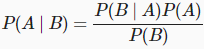 P(A | B) = P(B | A)P(A) / P(B)